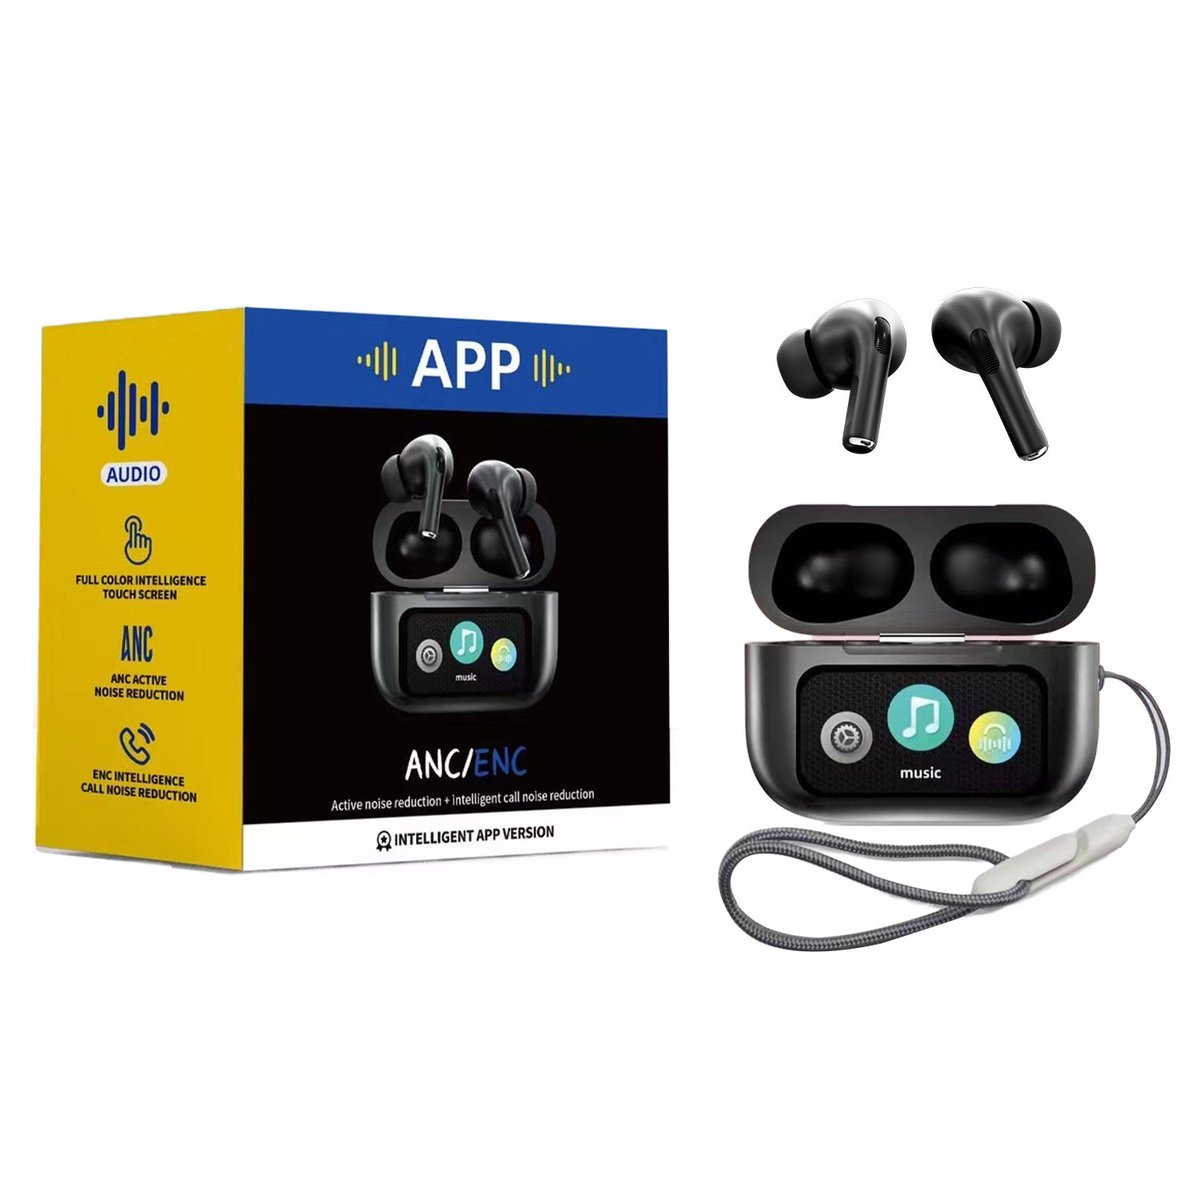 AUDIO
FULL COLOR INTELLIGENCE
TOUCH SCREEN
ANC
ANC ACTIVE
NOISE REDUCTION
ENC INTELLIGENCE
CALL NOISE REDUCTION
APP
music
ANC/ENC
Active noise reduction + intelligent call noise reduction
INTELLIGENT APP VERSION
music